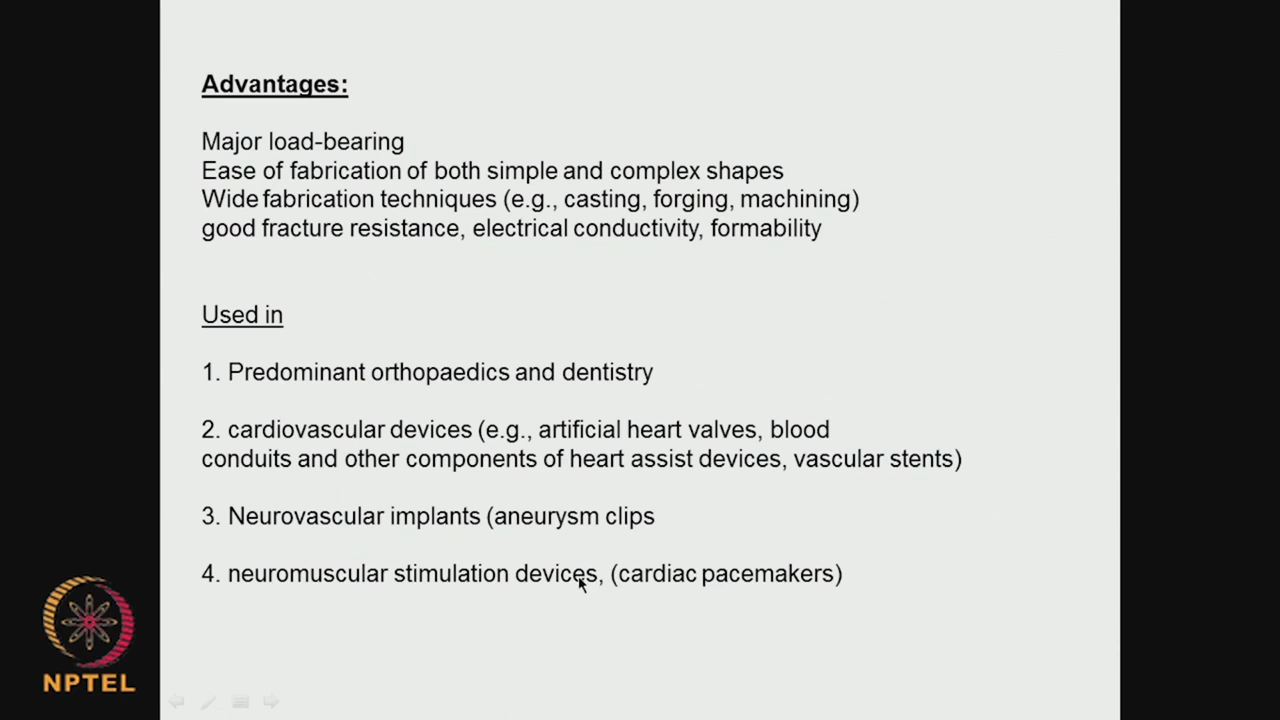 Advantages:
Major load-bearing
Ease of fabrication of both simple and complex shapes
Wide fabrication techniques (e.g., casting, forging, machining)
good fracture resistance, electrical conductivity, formability
Used in
1. Predominant orthopaedics and dentistry
2. cardiovascular devices (e.g., artificial heart valves, blood
conduits and other components of heart assist devices, vascular stents)
3. Neurovascular implants (aneurysm clips
4. neuromuscular stimulation devices, (cardiac pacemakers)
NPTEL